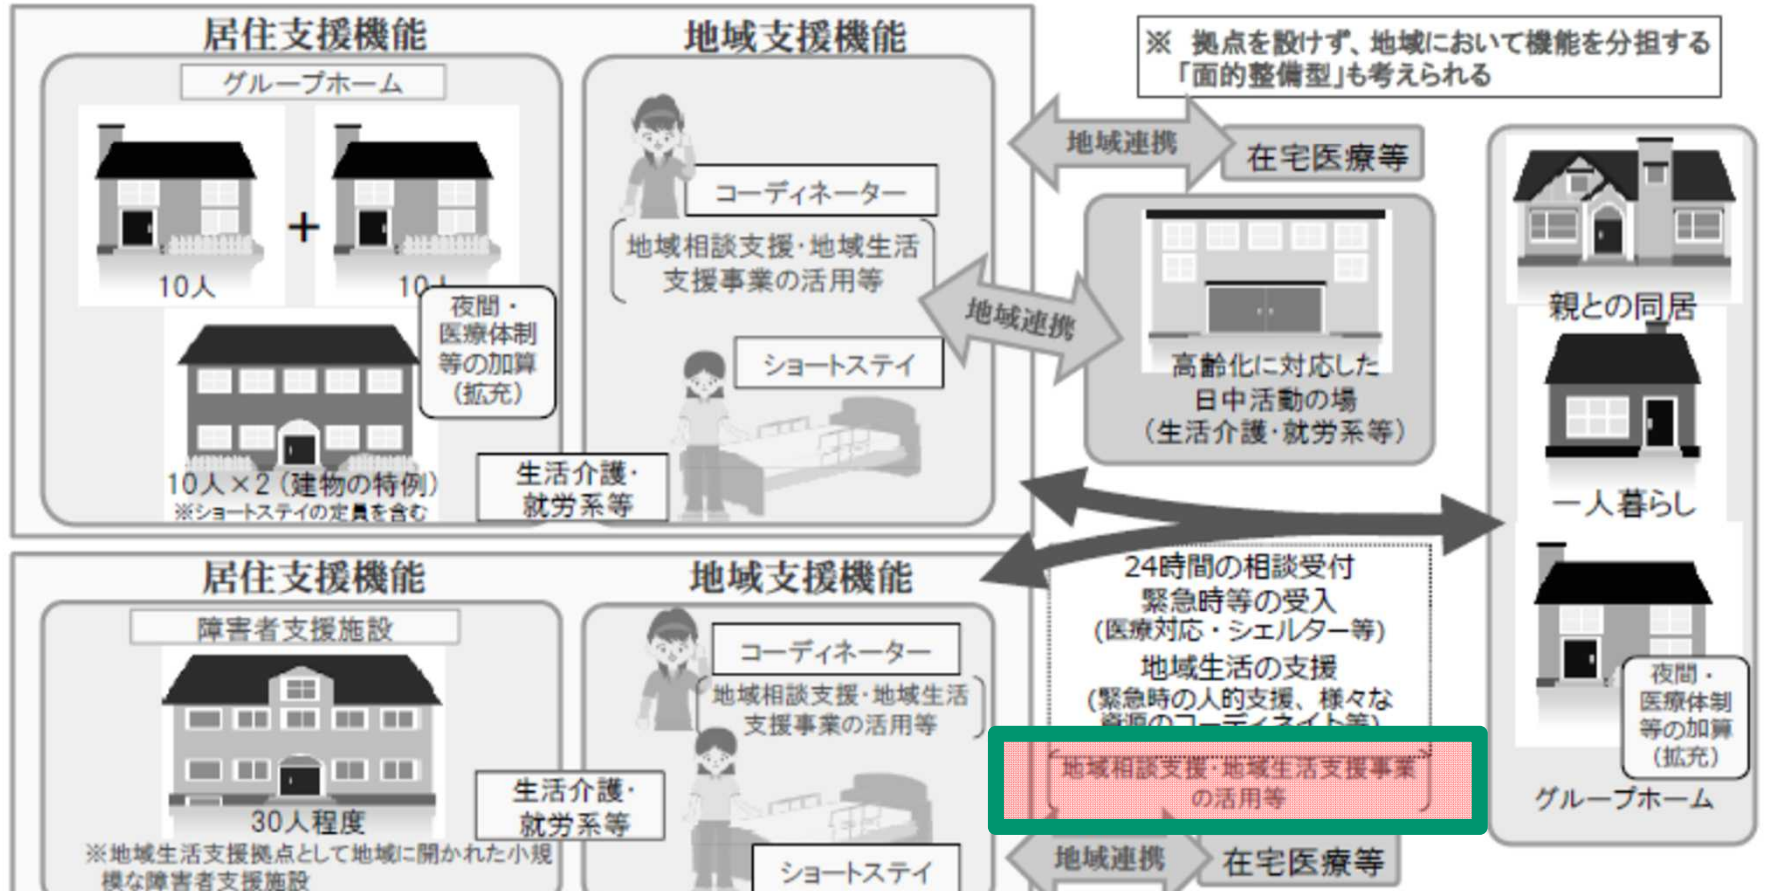 居住支援機能
地域支援機能
※ 拠点を設けず、地域において機能を分担する
「面的整備型」も考えられる
グループホーム
10人
+
10人
夜間・
医療体制
等の加算
(拡充)
10人×2（建物の特例）
※ショートステイの定員を含む
コーディネーター
地域相談支援・地域生活
支援事業の活用等
ショートステイ
生活介護・
就労系等
地域連携
在宅医療等
地域連携
高齢化に対応した
日中活動の場
（生活介護・就労系等）
親との同居
一人暮らし
夜間・
医療体制
等の加算
(拡充)
グループホーム
居住支援機能
地域支援機能
障害者支援施設
30人程度
※地域生活支援拠点として地域に開かれた小規
模な障害者支援施設
コーディネーター
地域相談支援・地域生活
支援事業の活用等
生活介護・
就労系等
ショートステイ
24時間の相談受付
緊急時等の受入
(医療対応・シェルター等)
地域生活の支援
(緊急時の人的支援、様々な
資源のコーディネイト等)
地域相談支援・地域生活支援事業
の活用等
地域連携
在宅医療等